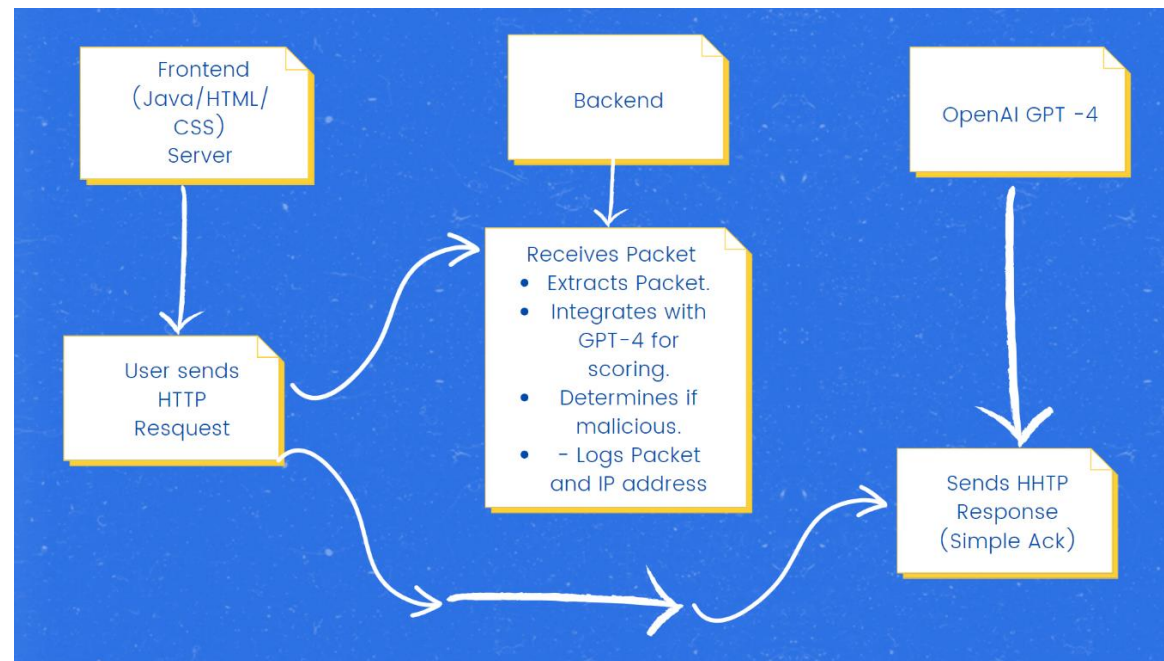 Frontend
(Java/HTML/
CSS)
Server
Backend
OpenAI GPT -4
User sends
HTTP
Resquest
Receives Packet
• Extracts Packet.
• Integrates with
GPT-4 for
scoring.
• Determines if
malicious.
• - Logs Packet
and IP address
Sends HHTP
Response
(Simple Ack)